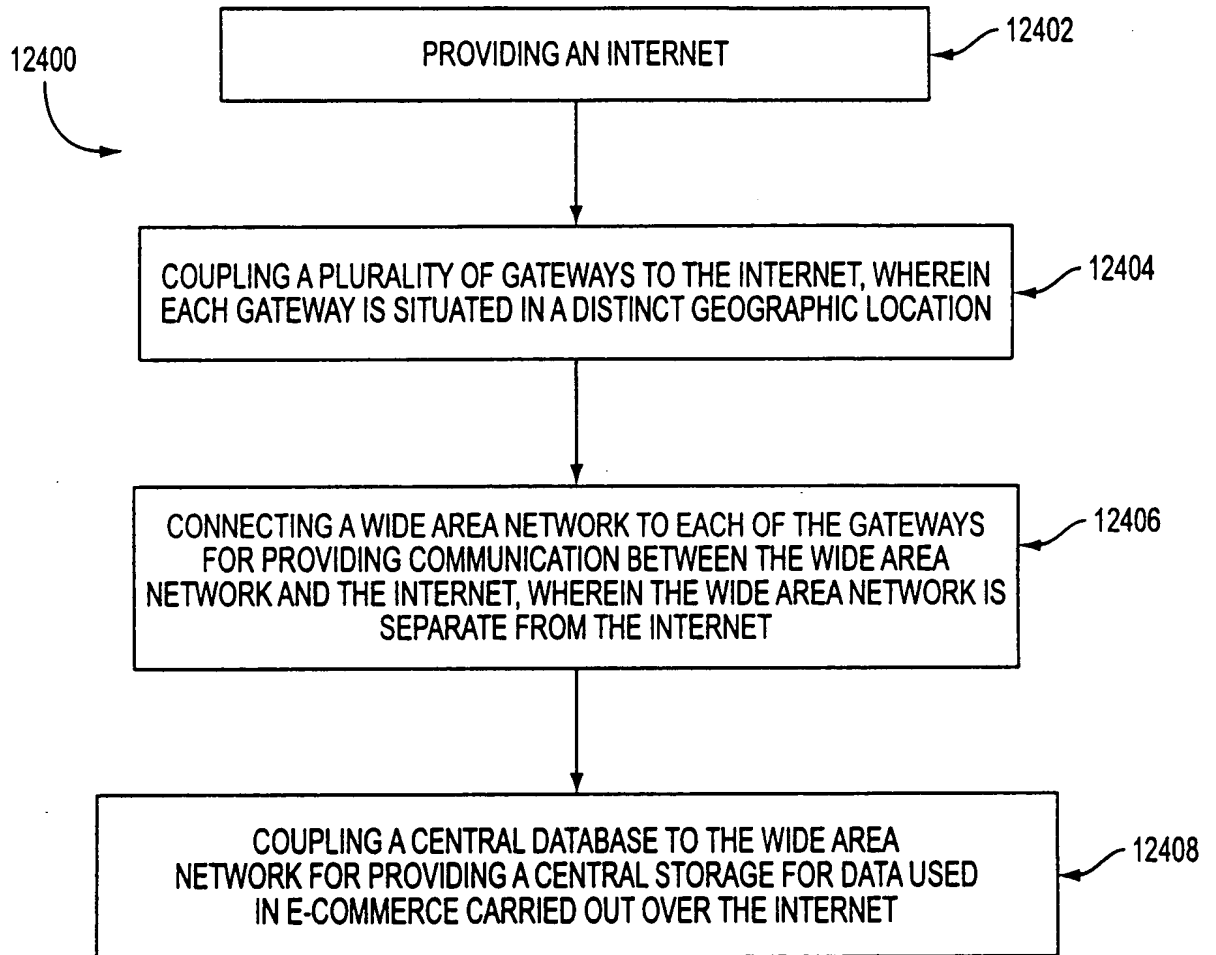 12400
PROVIDING AN INTERNET
12402
COUPLING A PLURALITY OF GATEWAYS TO THE INTERNET, WHEREIN
EACH GATEWAY IS SITUATED IN A DISTINCT GEOGRAPHIC LOCATION
12404
CONNECTING A WIDE AREA NETWORK TO EACH OF THE GATEWAYS
FOR PROVIDING COMMUNICATION BETWEEN THE WIDE AREA
NETWORK AND THE INTERNET, WHEREIN THE WIDE AREA NETWORK IS
SEPARATE FROM THE INTERNET
12406
COUPLING A CENTRAL DATABASE TO THE WIDE AREA
NETWORK FOR PROVIDING A CENTRAL STORAGE FOR DATA USED
IN E-COMMERCE CARRIED OUT OVER THE INTERNET
12408